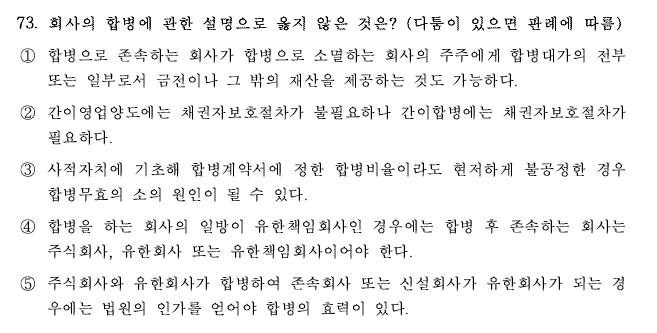 73. 회사의 합병에 관한 설명으로 옳지 않은 것은? (다툼이 있으면 판례에 따름)
① 합병으로 존속하는 회사가 합병으로 소멸하는 회사의 주주에게 합병대가의 전부
또는 일부로서 금전이나 그 밖의 재산을 제공하는 것도 가능하다.
② 간이영업양도에는 채권자보호절차가 불필요하나 간이합병에는 채권자보호절차가
필요하다.
③ 사적자치에 기초해 합병계약서에 정한 합병비율이라도 현저하게 불공정한 경우
합병무효의 소의 원인이 될 수 있다.
④ 합병을 하는 회사의 일방이 유한책임회사인 경우에는 합병 후 존속하는 회사는
주식회사, 유한회사 또는 유한책임회사이어야 한다.
⑤ 주식회사와 유한회사가 합병하여 존속회사 또는 신설회사가 유한회사가 되는 경
우에는 법원의 인가를 얻어야 합병의 효력이 있다.